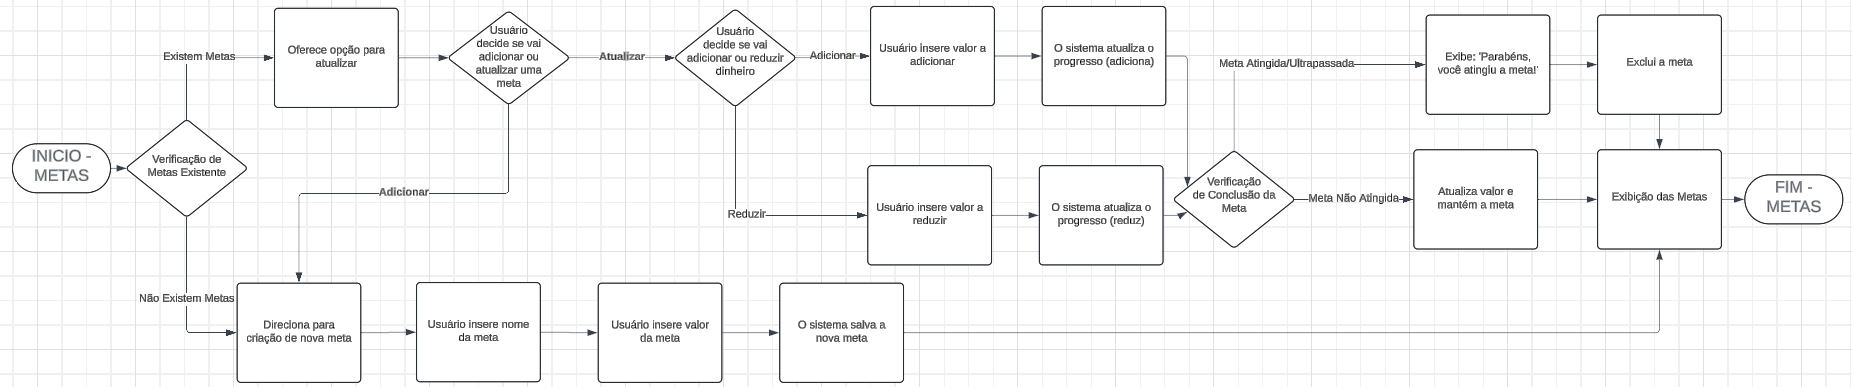 INICIO -
METAS
Verificação de
Metas Existente
Existem Metas
Oferece opção para
atualizar
Usuário
decide se vai
adicionar ou
atualizar uma
meta
Atualizar
Usuário
decide se vai
adicionar ou reduzir
dinheiro
Adicionar
Usuário insere valor a
adicionar
O sistema atualiza o
progresso (adiciona)
Meta Atingida/Ultrapassada
Exibe: 'Parabéns,
você atingiu a meta!'
Exclui a meta
Adicionar
Reduzir
Usuário insere valor a
reduzir
O sistema atualiza o
progresso (reduz)
Verificação
de Conclusão da
Meta
Meta Não Atingida
Atualiza valor e
mantém a meta
Exibição das Metas
FIM -
METAS
Não Existem Metas
Direciona para
criação de nova meta
Usuário insere nome
da meta
Usuário insere valor
da meta
O sistema salva a
nova meta